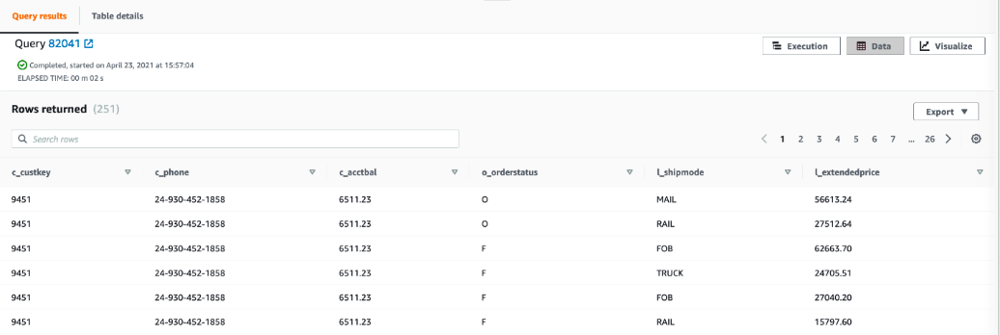 Query results Table details
Query 82041
Execution Data Visualize
Completed, started on April 23, 2021 at 15:57:04
ELAPSED TIME: 00 m 02 s
Rows returned (251)
Export
Search rows
1 2 3 4 5 6 7 ... 26
c_custkey c_phone c_acctbal o_orderstatus l_shipmode l_extendedprice
9451 24-930-452-1858 6511.23 O MAIL 56613.24
9451 24-930-452-1858 6511.23 O RAIL 27512.64
9451 24-930-452-1858 6511.23 F FOB 62663.70
9451 24-930-452-1858 6511.23 F TRUCK 24705.51
9451 24-930-452-1858 6511.23 F FOB 27040.20
9451 24-930-452-1858 6511.23 F RAIL 15797.60